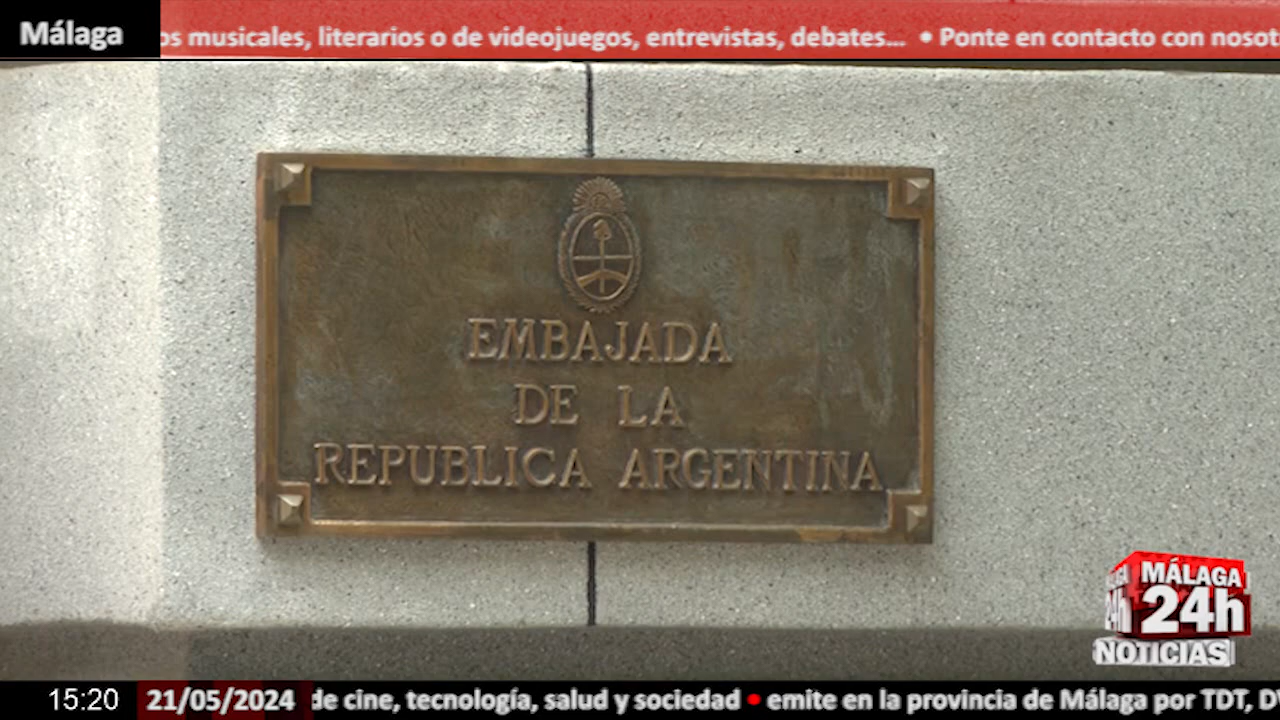 Málaga
os musicales, literarios o de videojuegos, entrevistas, debates... • Ponte en contacto con nosot
EMBAJADA
DE LA
REPUBLICA ARGENTINA
MÁLAGA
24h
MÁLAGA
24h
NOTICIAS
15:20 21/05/2024 de cine, tecnología, salud y sociedad • emite en la provincia de Málaga por TDT, D